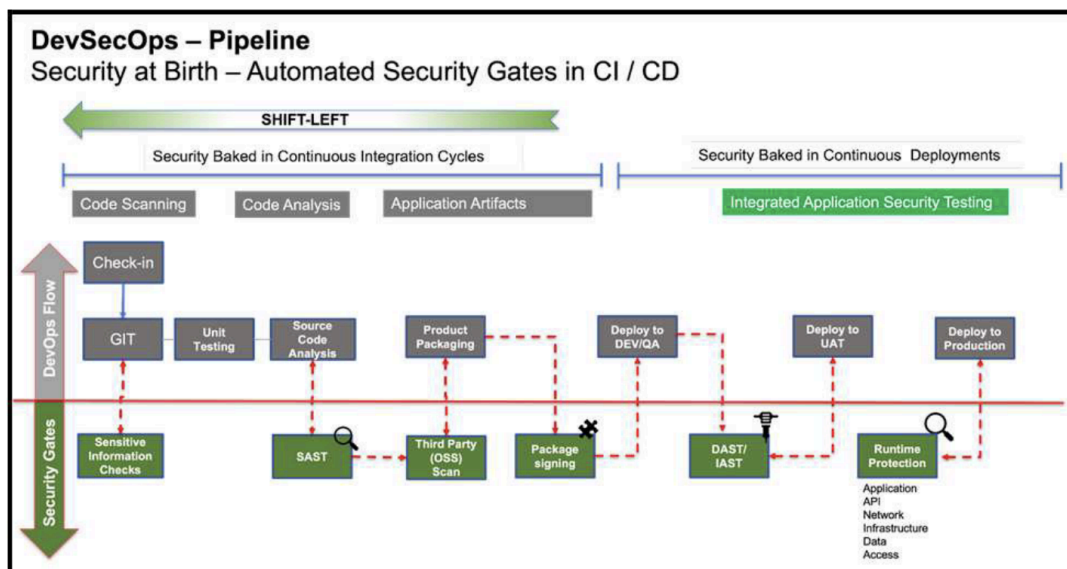 DevSecOps – Pipeline
Security at Birth – Automated Security Gates in CI / CD
SHIFT-LEFT
Security Baked in Continuous Integration Cycles
Security Baked in Continuous Deployments
Code Scanning
Code Analysis
Application Artifacts
Integrated Application Security Testing
DevOps Flow
Check-in
GIT
Unit
Testing
Source
Code
Analysis
Product
Packaging
Deploy to
DEV/QA
Deploy to
UAT
Deploy to
Production
Security Gates
Sensitive
Information
Checks
SAST
Third Party
(OSS)
Scan
Package
signing
DAST/
IAST
Runtime
Protection
Application
API
Network
Infrastructure
Data
Access